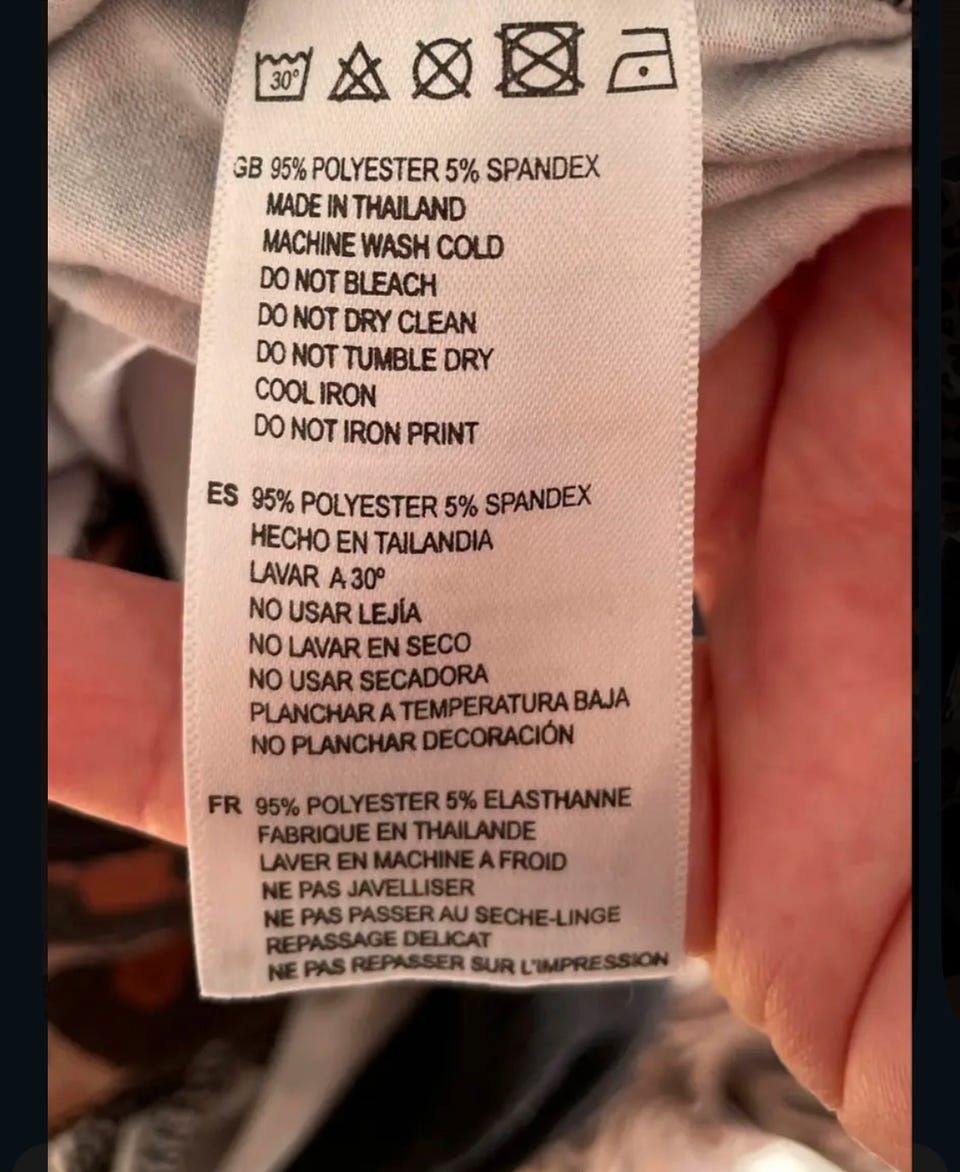 30°
GB 95% POLYESTER 5% SPANDEX
MADE IN THAILAND
MACHINE WASH COLD
DO NOT BLEACH
DO NOT DRY CLEAN
DO NOT TUMBLE DRY
COOL IRON
DO NOT IRON PRINT
ES 95% POLYESTER 5% SPANDEX
HECHO EN TAILANDIA
LAVAR A 30º
NO USAR LEJÍA
NO LAVAR EN SECO
NO USAR SECADORA
PLANCHAR A TEMPERATURA BAJA
NO PLANCHAR DECORACIÓN
FR 95% POLYESTER 5% ELASTHANNE
FABRIQUE EN THAILANDE
LAVER EN MACHINE A FROID
NE PAS JAVELLISER
NE PAS PASSER AU SECHE-LINGE
REPASSAGE DELICAT
NE PAS REPASSER SUR L'IMPRESSION